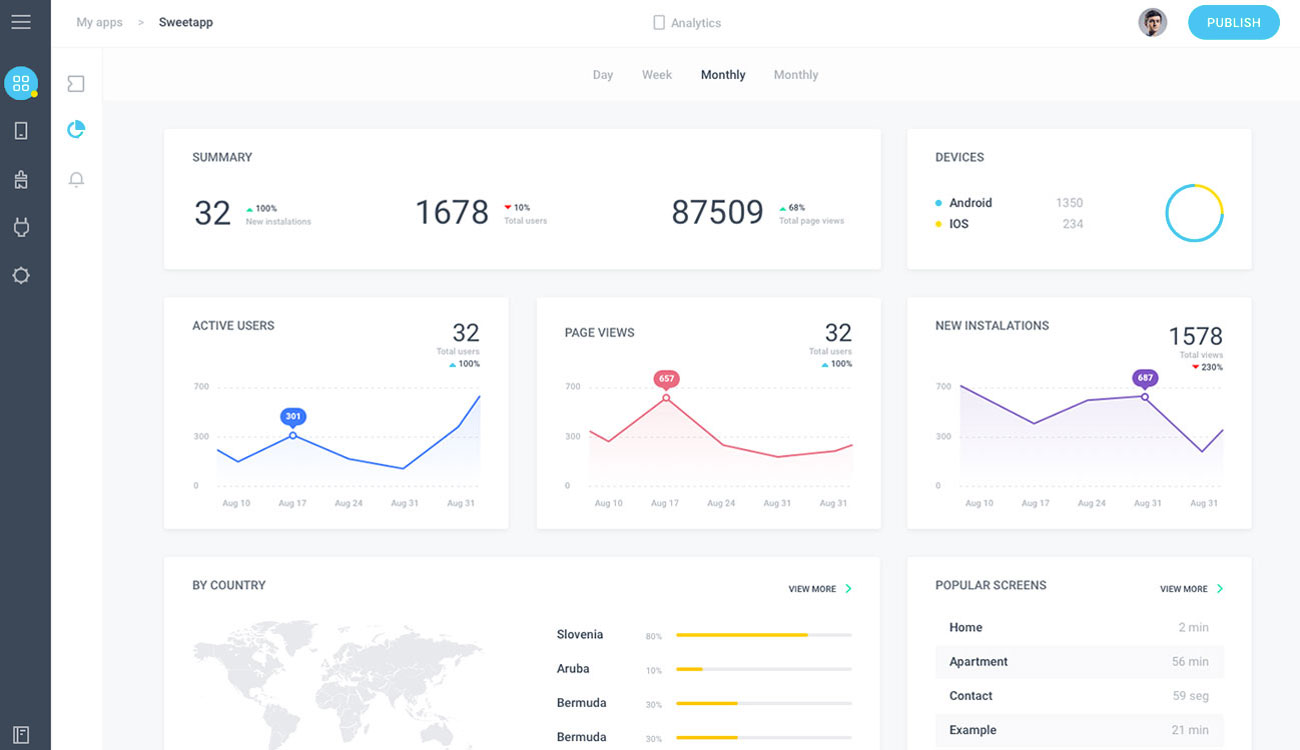 My apps > Sweetapp
Analytics
PUBLISH
Day Week Monthly Monthly
SUMMARY
32
100%
New instalations
1678
10%
Total users
87509
68%
Total page views
DEVICES
Android 1350
IOS 234
ACTIVE USERS
32
Total users
100%
700
300
0
301
Aug 10 Aug 17 Aug 24 Aug 31 Aug 31
PAGE VIEWS
32
Total users
100%
700
300
0
657
Aug 10 Aug 17 Aug 24 Aug 31 Aug 31
NEW INSTALATIONS
1578
Total views
230%
700
300
0
687
Aug 10 Aug 17 Aug 24 Aug 31 Aug 31
BY COUNTRY
VIEW MORE
Slovenia 80%
Aruba 10%
Bermuda 30%
Bermuda 30%
POPULAR SCREENS
VIEW MORE
Home 2 min
Apartment 56 min
Contact 59 seg
Example 21 min